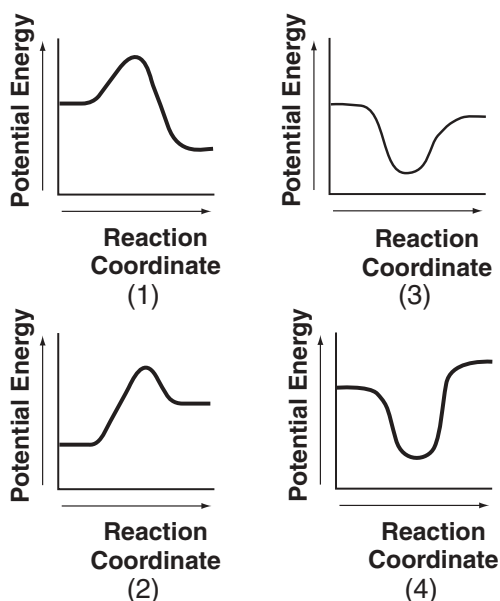 Potential Energy
Reaction
Coordinate
(1)
Potential Energy
Reaction
Coordinate
(3)
Potential Energy
Reaction
Coordinate
(2)
Potential Energy
Reaction
Coordinate
(4)